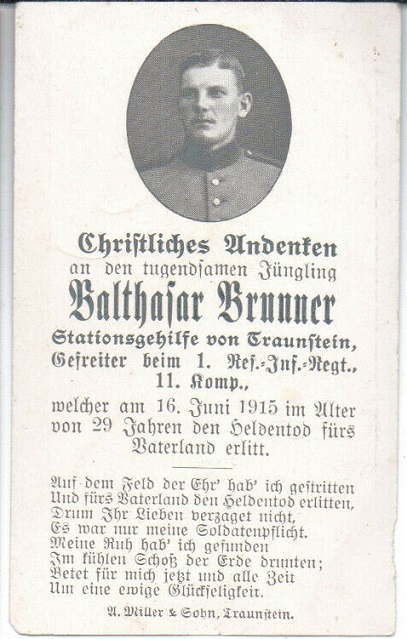 Christliches Andenken
an den tugendsamen Jüngling
Balthasar Brunner
Stationsgehilfe von Traunstein,
Gefreiter beim 1. Res.-Inf.-Regt.,
11. Komp.,
welcher am 16. Juni 1915 im Alter
von 29 Jahren den Heldentod fürs
Vaterland erlitt.
Auf dem Feld der Ehr' hab' ich gestritten
Und fürs Vaterland den Heldentod erlitten,
Drum Ihr Lieben verzaget nicht,
Es war nur meine Soldatenpflicht.
Meine Ruh hab' ich gefunden
Im kühlen Schoß der Erde drunten;
Betet für mich jetzt und alle Zeit
Um eine ewige Glückseligkeit.
A. Miller & Sohn, Traunstein.